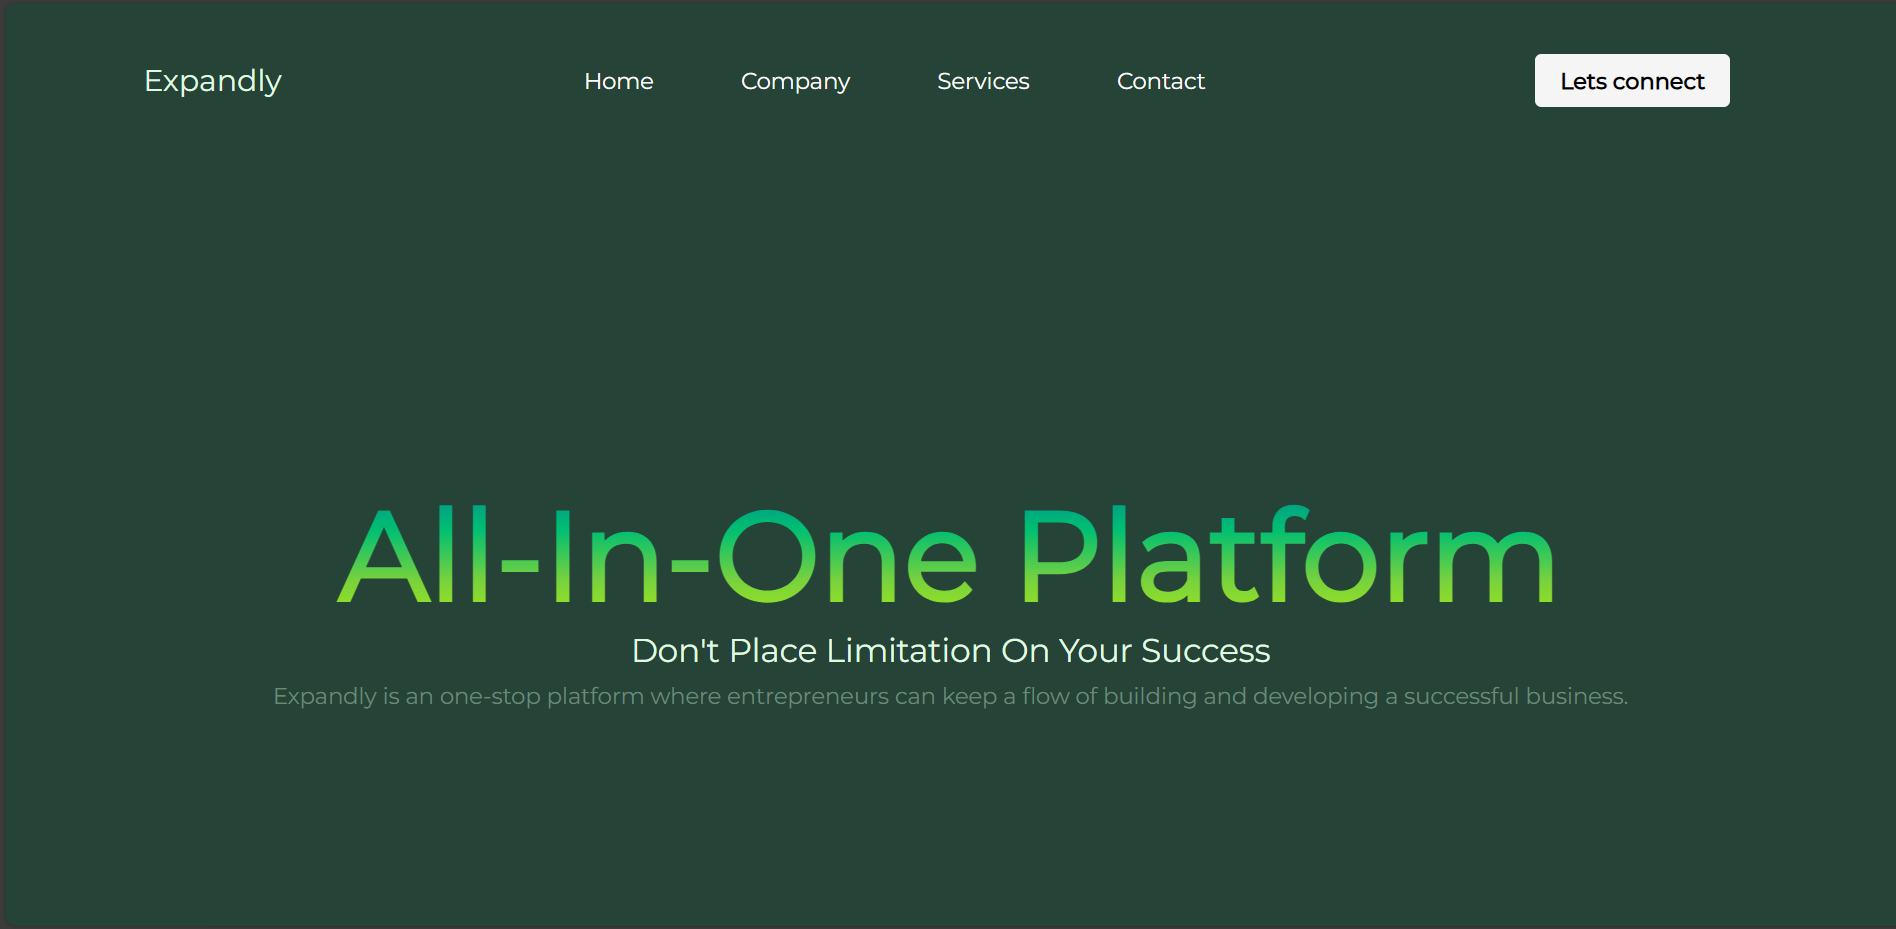 Expandly
Home
Company
Services
Contact
Lets connect
All-In-One Platform
Don't Place Limitation On Your Success
Expandly is an one-stop platform where entrepreneurs can keep a flow of building and developing a successful business.